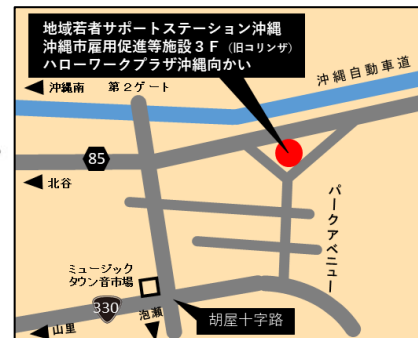 地域若者サポートステーション沖縄
沖縄市雇用促進等施設３Ｆ（旧コリンザ）
ハローワークプラザ沖縄向かい
沖縄自動車道
沖縄南
第２ゲート
85
北谷
パークアベニュー
ミュージック
タウン音市場
330
胡屋十字路
山里
泡瀬